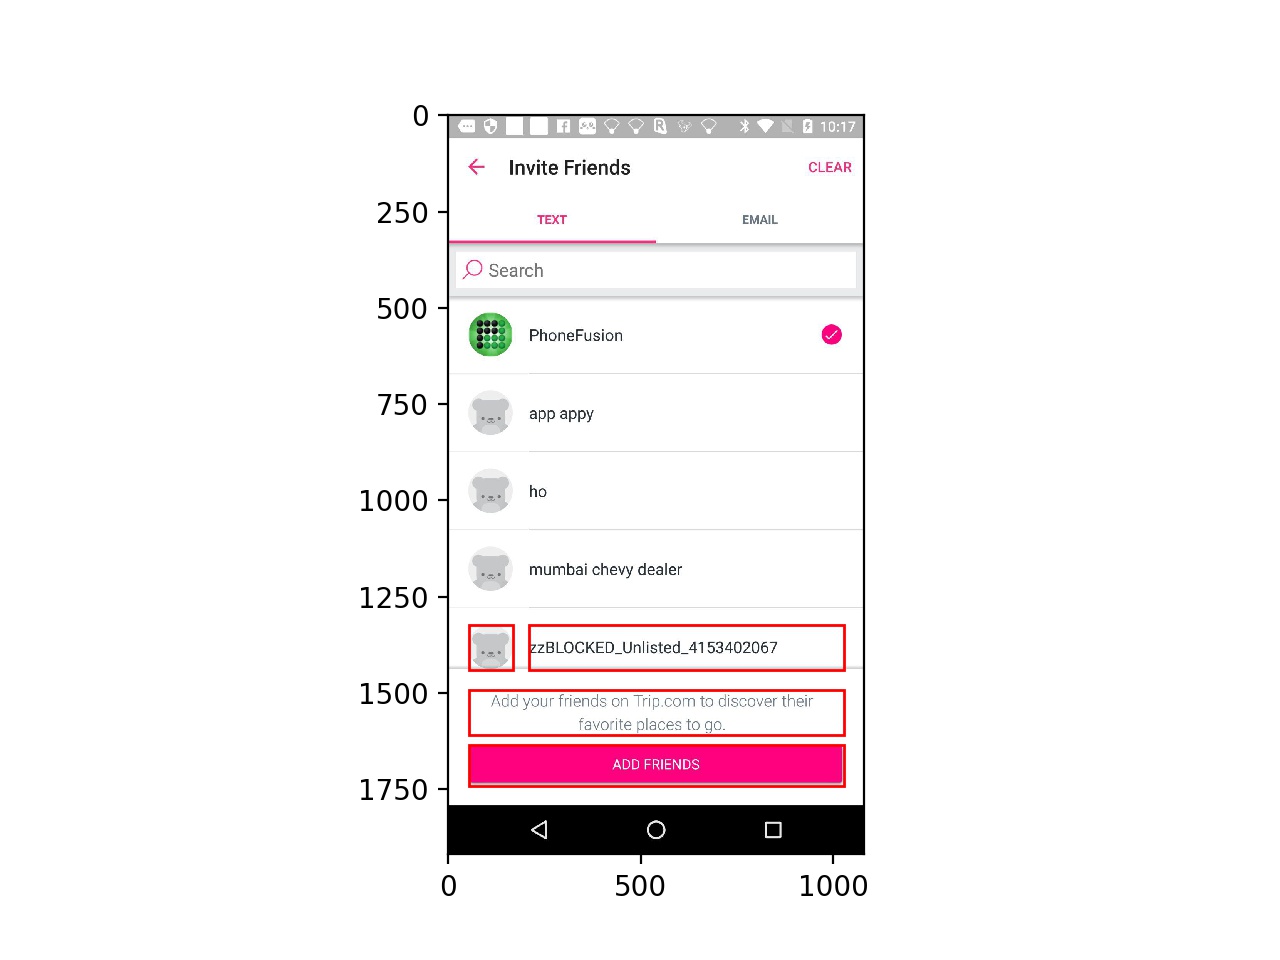 10:17
Invite Friends
CLEAR
TEXT
EMAIL
Search
PhoneFusion
app appy
ho
mumbai chevy dealer
zzBLOCKED_Unlisted_4153402067
Add your friends on Trip.com to discover their
favorite places to go.
ADD FRIENDS
0
250
500
750
1000
1250
1500
1750
0
500
1000